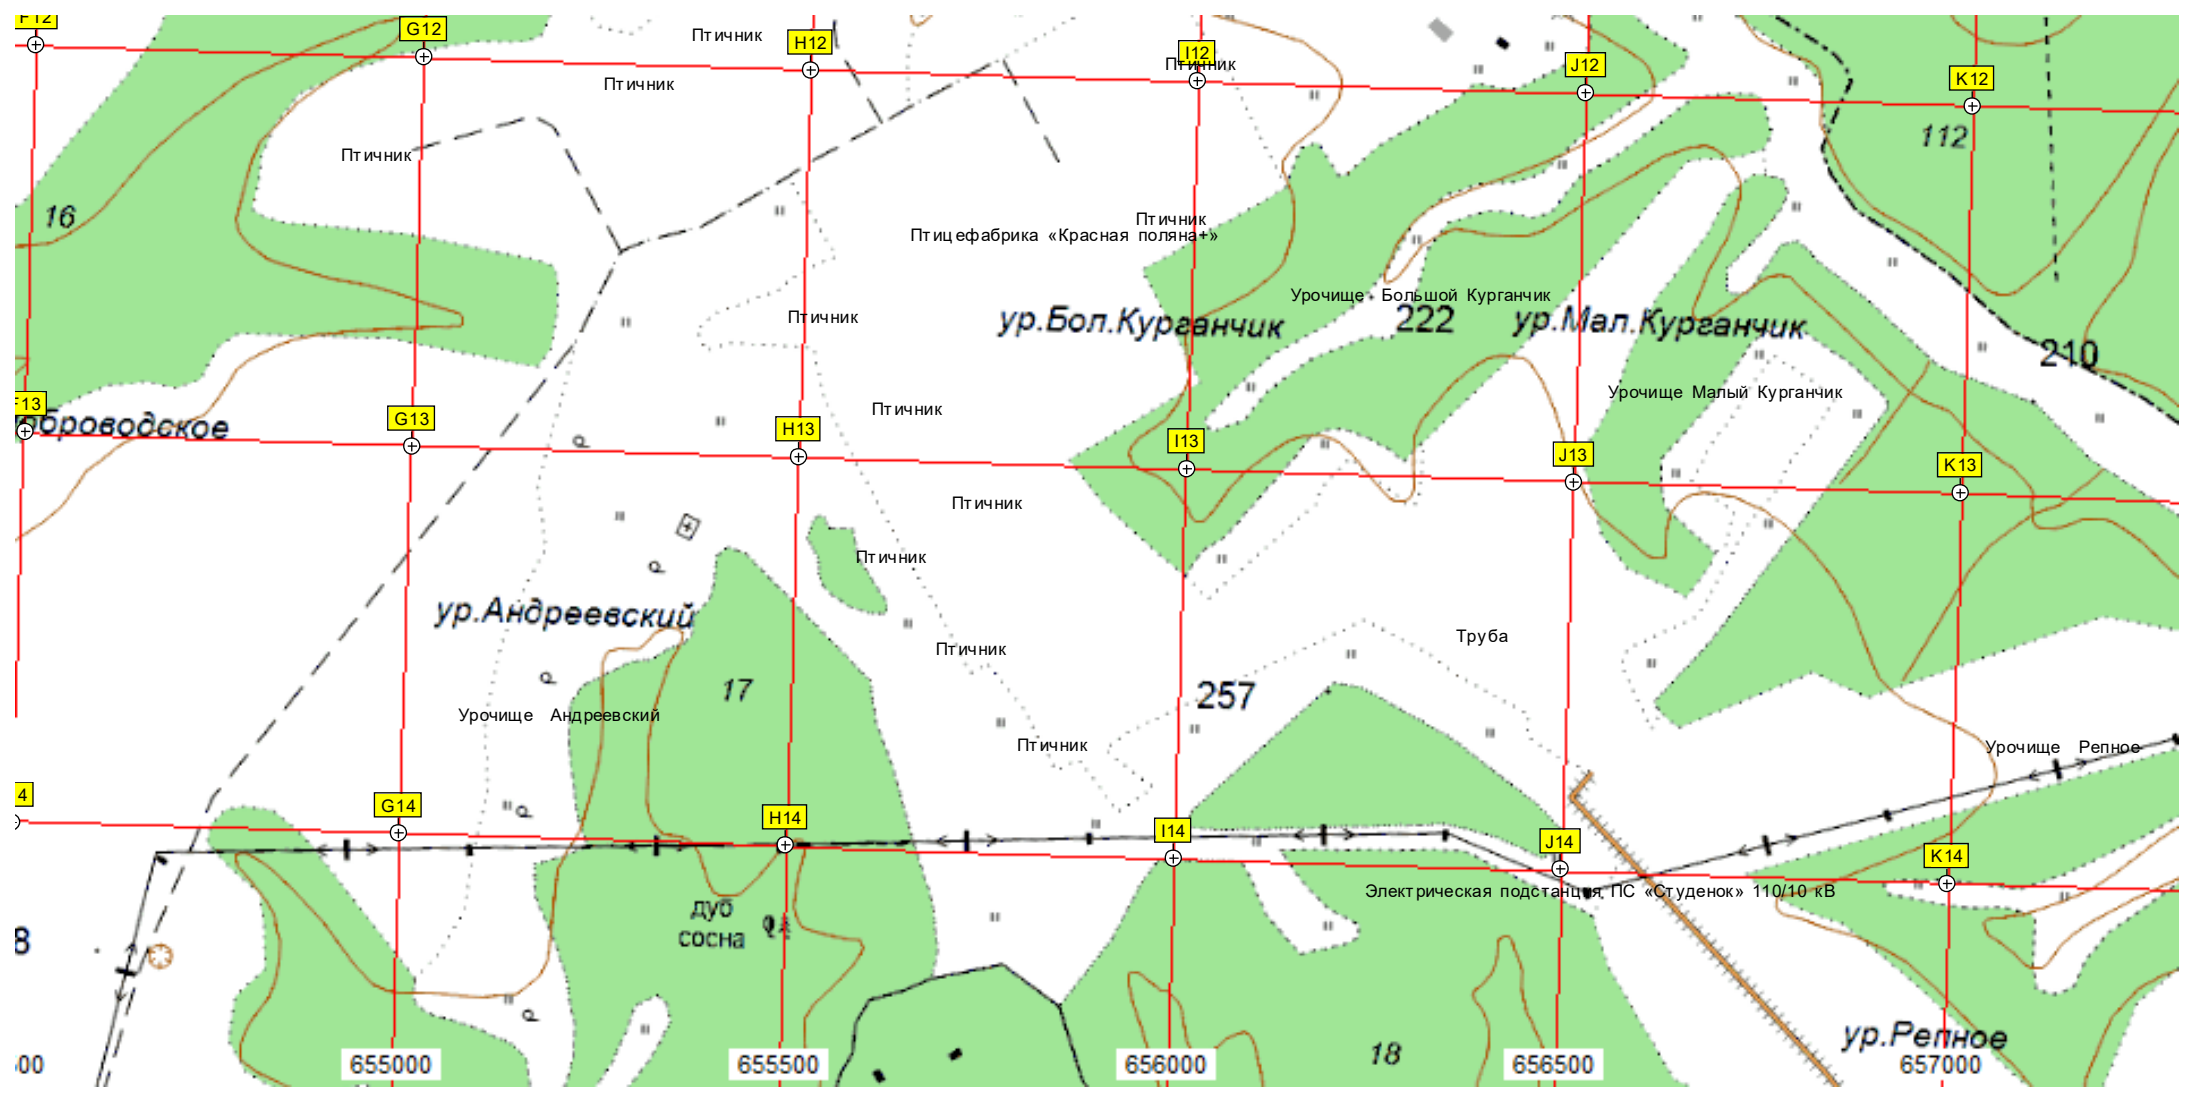 F12
G12
Птичник
H12
I12
Птичник
J12
K12
Птичник
Птичник
112
16
Птичник
Птицефабрика «Красная поляна+»
Урочище Большой Курганчик
Птичник
ур.Бол.Курганчик
222
ур.Мал.Курганчик
210
Урочище Малый Курганчик
F13
G13
Птичник
H13
I13
J13
K13
Птичник
Птичник
ур.Андреевский
Труба
Птичник
17
257
Урочище Андреевский
Птичник
Урочище Репное
4
G14
H14
I14
J14
K14
Электрическая подстанция ПС «Студенок» 110/10 кВ
дуб
сосна
8
ур.Репное
18
655000
655500
656000
656500
657000